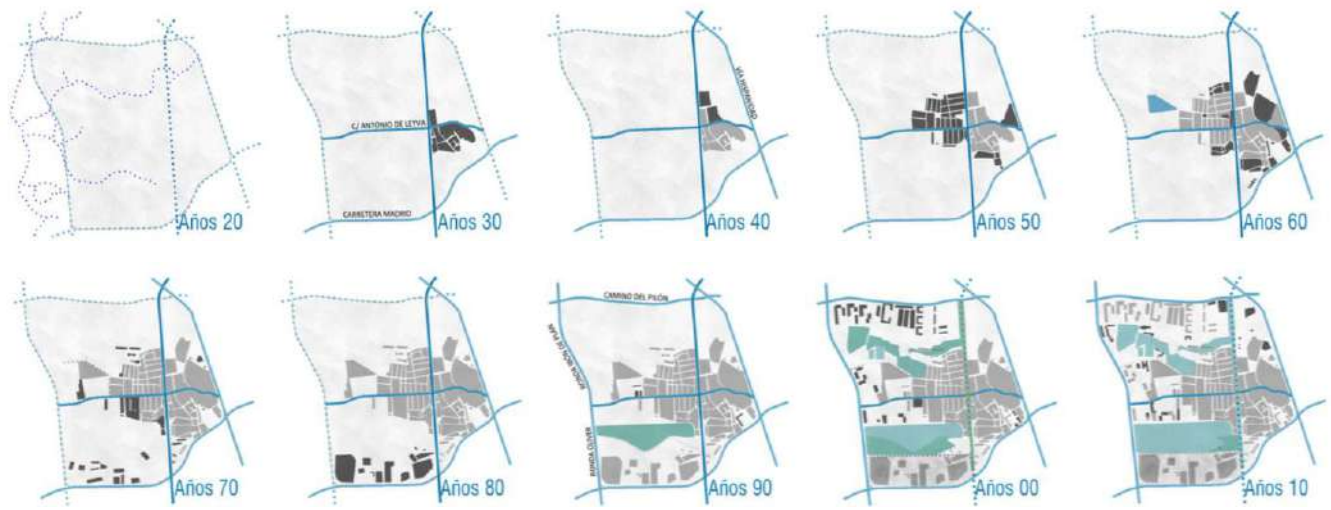 Años 20
C/ ANTONIO DE LEYVA
CARRETERA MADRID
Años 30
VÍA HISPANIDAD
Años 40
Años 50
Años 60
Años 70
Años 80
CAMINO DEL PILÓN
RONDA OLIVER
Años 90
Años 00
Años 10